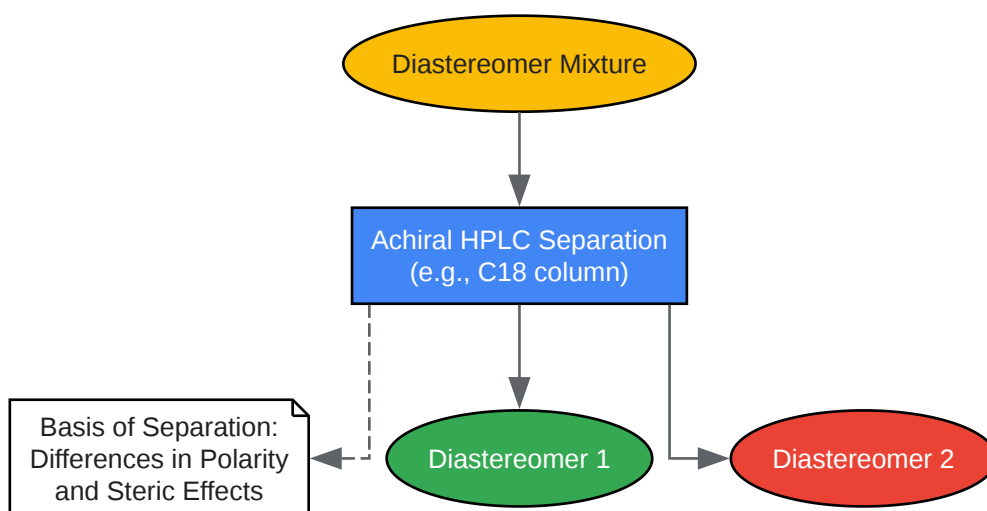 Diastereomer Mixture
Achiral HPLC Separation
(e.g., C18 column)
Basis of Separation:
Differences in Polarity
and Steric Effects
Diastereomer 1
Diastereomer 2